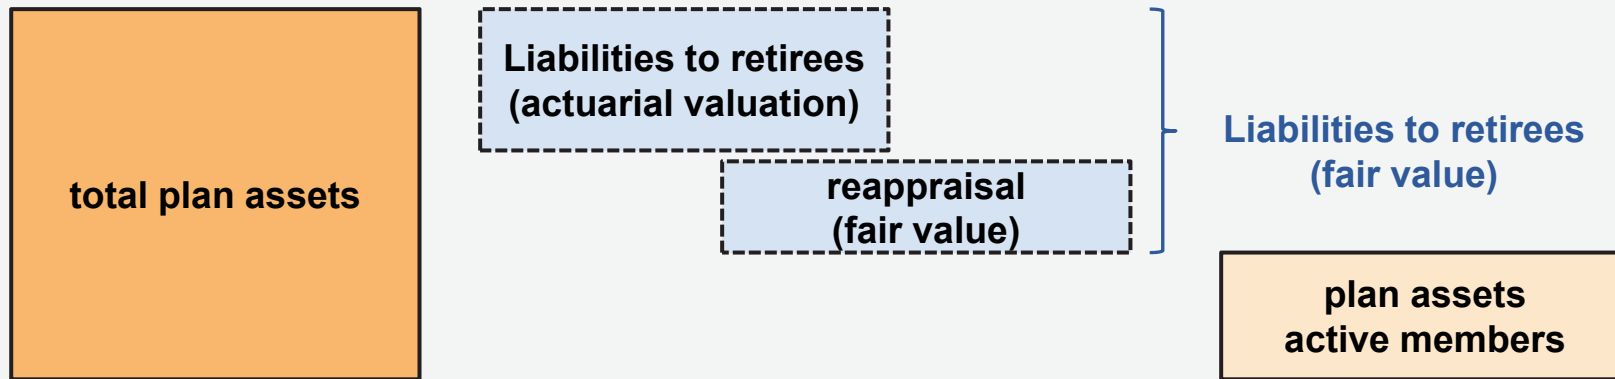 total plan assets
Liabilities to retirees
(actuarial valuation)
reappraisal
(fair value)
Liabilities to retirees
(fair value)
plan assets
active members